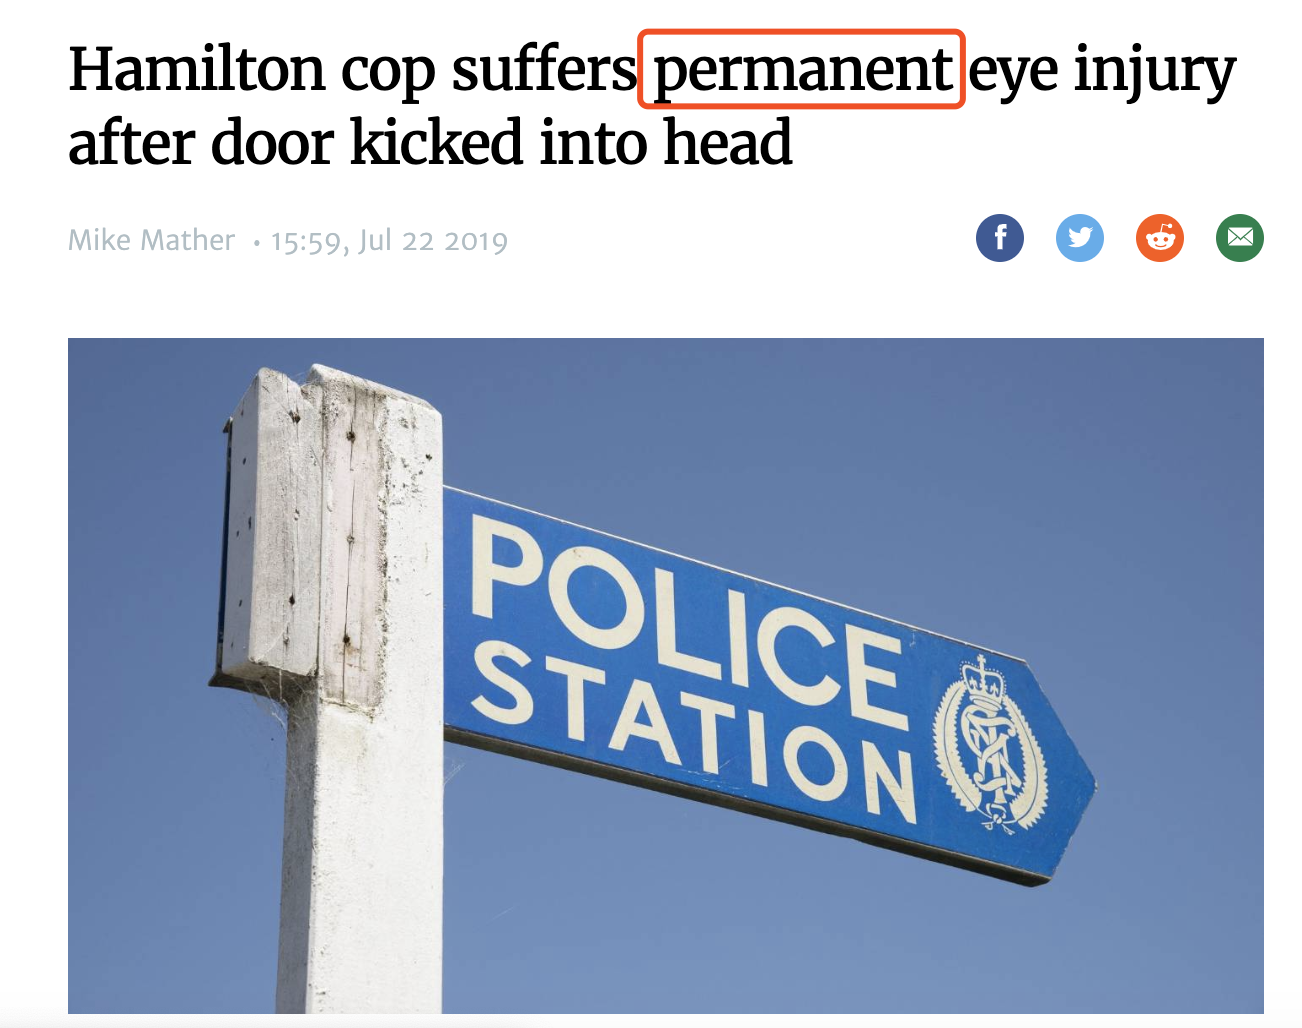 Hamilton cop suffers permanent eye injury
after door kicked into head
Mike Mather • 15:59, Jul 22 2019
POLICE
STATION